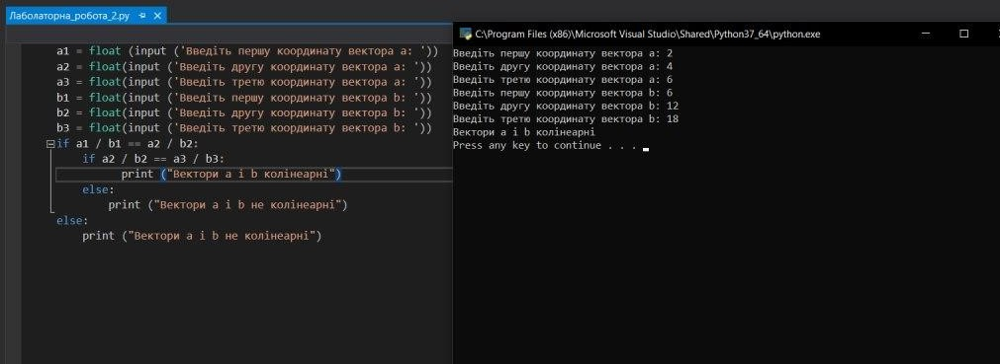 Лаболаторна_робота_2.py
a1 = float (input ('Введіть першу координату вектора a: '))
a2 = float(input ('Введіть другу координату вектора a: '))
a3 = float(input ('Введіть третю координату вектора a: '))
b1 = float(input ('Введіть першу координату вектора b: '))
b2 = float(input ('Введіть другу координату вектора b: '))
b3 = float(input ('Введіть третю координату вектора b: '))
if a1 / b1 == a2 / b2:
if a2 / b2 == a3 / b3:
print ("Вектори a i b колінеарні")
else:
print ("Вектори a i b не колінеарні")
else:
print ("Вектори a i b не колінеарні")
C:\Program Files (x86)\Microsoft Visual Studio\Shared\Python37_64\python.exe
Введіть першу координату вектора a: 2
Введіть другу координату вектора a: 4
Введіть третю координату вектора a: 6
Введіть першу координату вектора b: 6
Введіть другу координату вектора b: 12
Введіть третю координату вектора b: 18
Вектори a i b колінеарні
Press any key to continue . . .